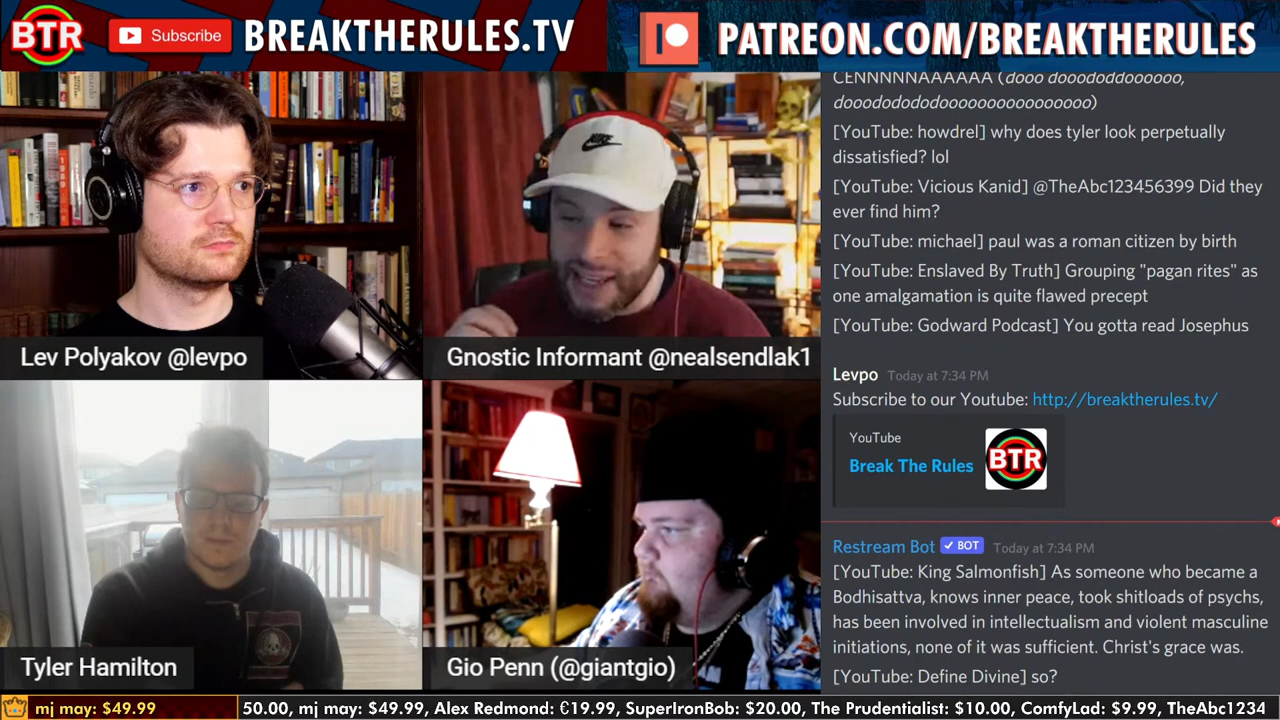 BTR
Subscribe
BREAKTHERULES.TV
PATREON.COM/BREAKTHERULES
CENNNNAAAAAA (dooo dooododdoooooo,
dooododododooooooooooooooooo)
[YouTube: howdrel] why does tyler look perpetually
dissatisfied? lol
[YouTube: Vicious Kanid] @TheAbc123456399 Did they
ever find him?
[YouTube: michael] paul was a roman citizen by birth
[YouTube: Enslaved By Truth] Grouping "pagan rites" as
one amalgamation is quite flawed precept
[YouTube: Godward Podcast] You gotta read Josephus
Levpo Today at 7:34 PM
Subscribe to our Youtube: http://breaktherules.tv/
YouTube
Break The Rules
BTR
Restream Bot BOT Today at 7:34 PM
[YouTube: King Salmonfish] As someone who became a
Bodhisattva, knows inner peace, took shitloads of psychs,
has been involved in intellectualism and violent masculine
initiations, none of it was sufficient. Christ's grace was.
[YouTube: Define Divine] so?
1989
Lev Polyakov @levpo
Gnostic Informant @nealsendlak1
Tyler Hamilton
Gio Penn (@giantgio)
mj may: $49.99
50.00, mj may: $49.99, Alex Redmond: €19.99, SuperIronBob: $20.00, The Prudentialist: $10.00, ComfyLad: $9.99, TheAbc1234